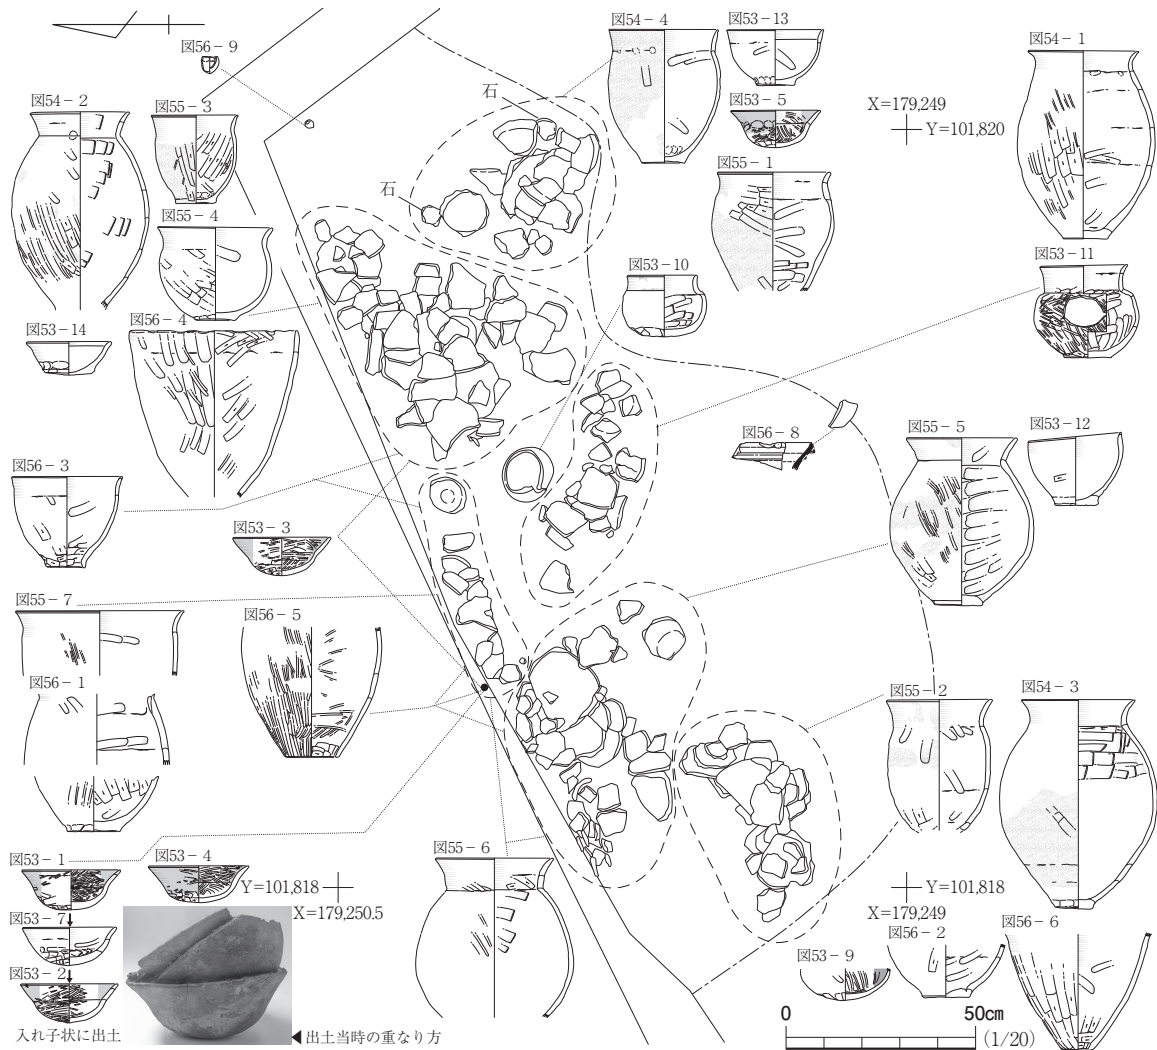 図56－9
図54－4
図53－13
図54－1
石
図54－2
図55－3
図53－5
X=179,249
Y=101,820
図55－1
石
図55－4
図53－10
図53－11
図53－14
図56－4
図56－8
図55－5
図53－12
図56－3
図53－3
図55－7
図56－5
図56－1
図55－2
図54－3
図53－1
図53－4
図55－6
Y=101,818
X=179,250.5
Y=101,818
X=179,249
図53－7
図56－2
図56－6
図53－9
図53－2
入れ子状に出土
◀出土当時の重なり方
0 50cm
(1/20)